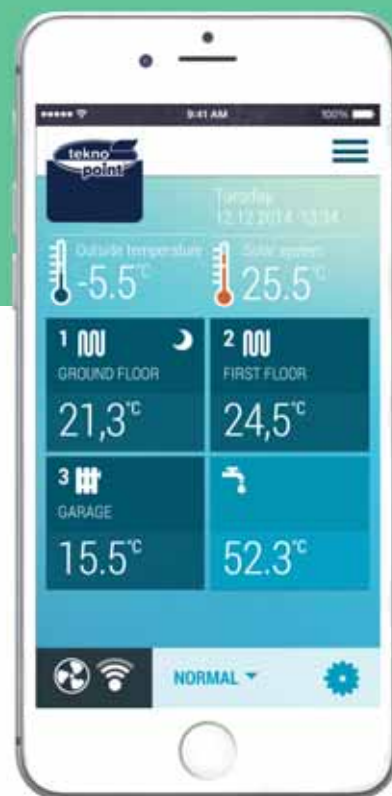 9:41 AM 100%
tekno
point
Tuesday
12.12.2014 13:34
Outside temperature
-5.5°C
Solar system
25.5°C
1
GROUND FLOOR
21,3°C
2
FIRST FLOOR
24,5°C
3
GARAGE
15.5°C
52.3°C
NORMAL